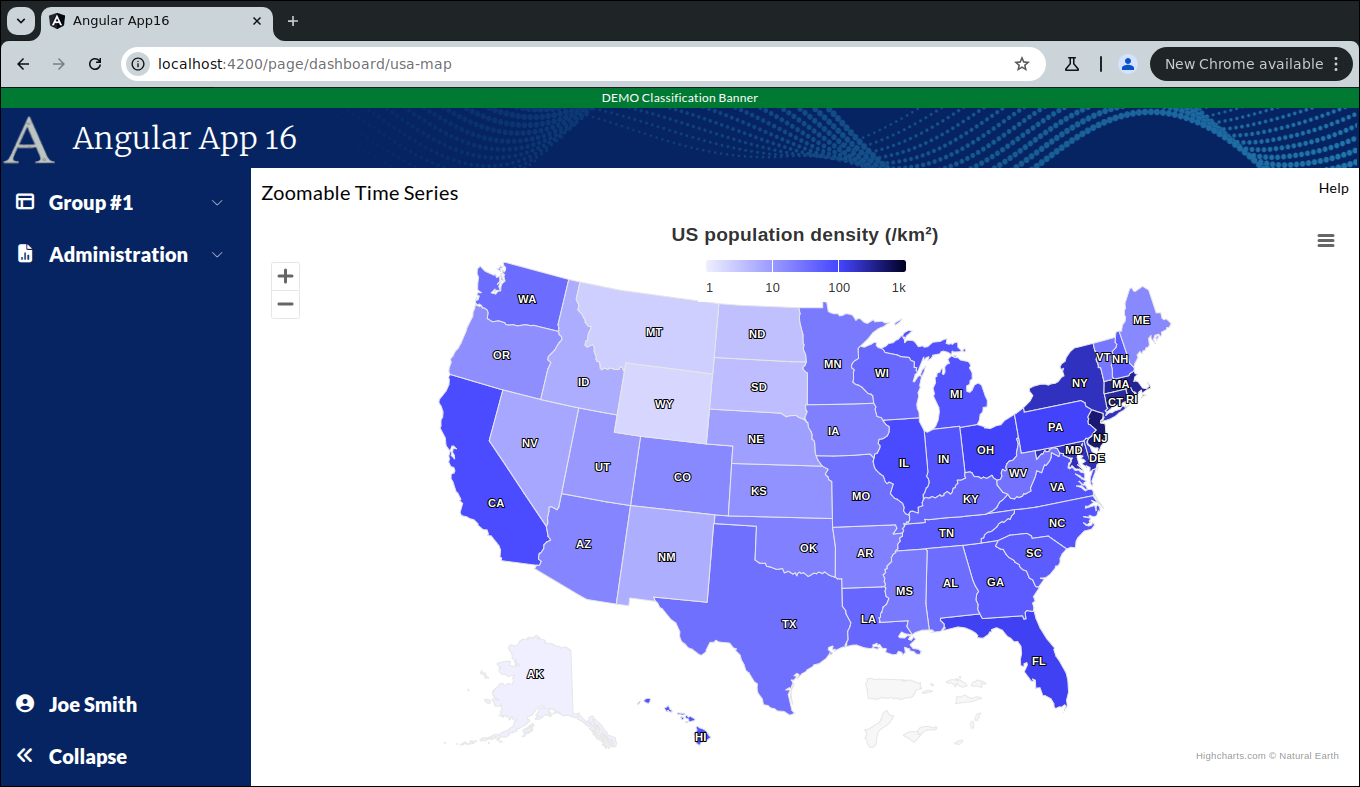 Angular App16
localhost:4200/page/dashboard/usa-map
New Chrome available
DEMO Classification Banner
A Angular App 16
Group #1
Administration
Joe Smith
Collapse
Zoomable Time Series
Help
US population density (/km²)
1 10 100 1k
+
−
WA
MT
ND
OR
ID
WY
SD
MN
WI
MI
ME
VT
NH
NY
MA
CT
RI
NV
UT
CO
NE
KS
IA
MO
IL
IN
OH
PA
NJ
MD
DE
WV
VA
KY
CA
AZ
NM
OK
AR
TN
NC
SC
MS
AL
GA
TX
LA
FL
AK
HI
Highcharts.com © Natural Earth